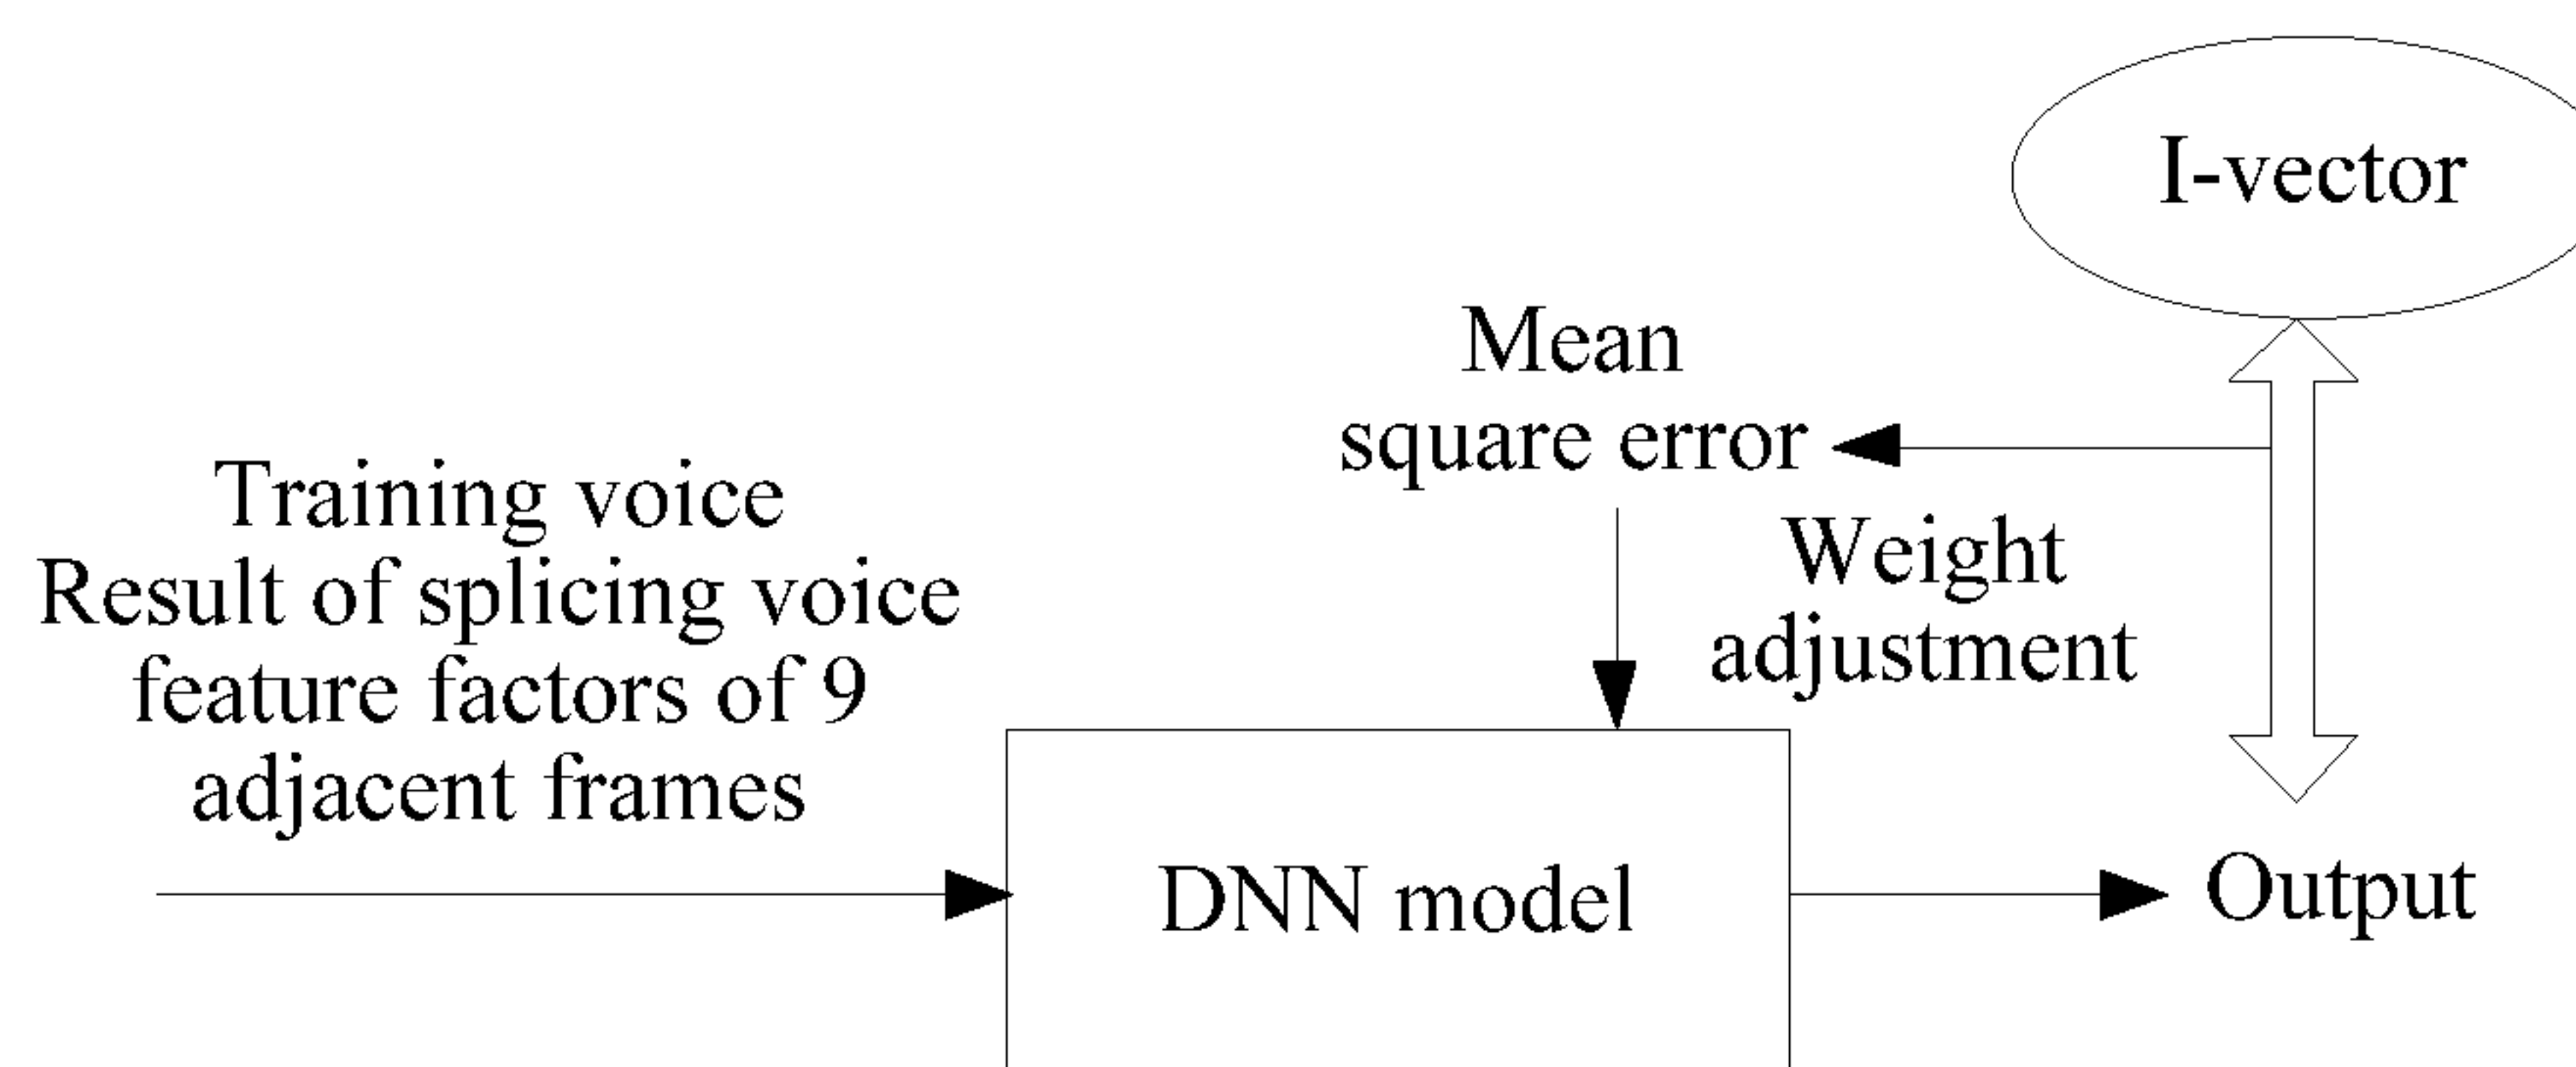 I-vector
Mean
square error
Training voice
Result of splicing voice
feature factors of 9
adjacent frames
Weight
adjustment
DNN model
Output